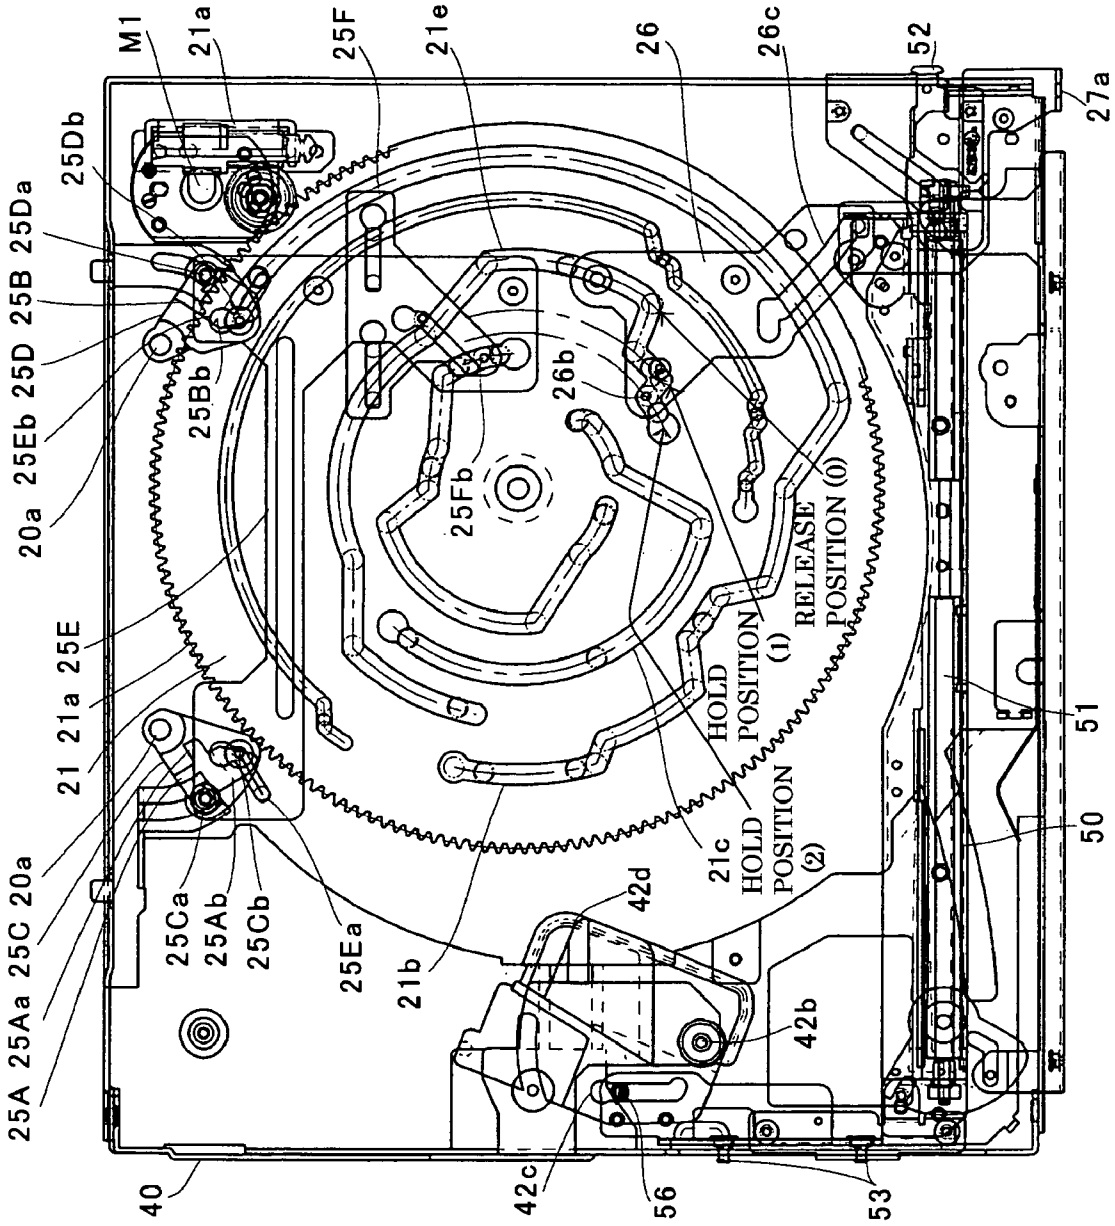 M1
21a
25F
21e
26
26c
52
27a
25Db
25Da
25B
25D
25Eb
20a
25Bb
25Fb
26b
RELEASE
POSITION (0)
HOLD
POSITION
(1)
HOLD
POSITION
(2)
21c
21 21a 25E
25A 25Aa 25C 20a
25Ca
25Ab
25Cb
25Ea
21b
42d
42b
51
50
40
42c
56
53